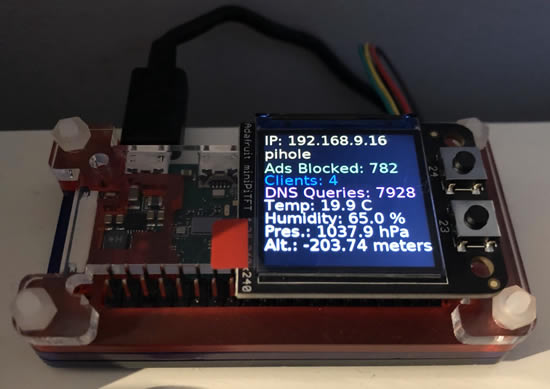 IP: 192.168.9.16
pihole
Ads Blocked: 782
Clients: 4
DNS Queries: 7928
Temp: 19.9 C
Humidity: 65.0 %
Pres.: 1037.9 hPa
Alt.: -203.74 meters
Adafruit miniPiTFT
240
24
23